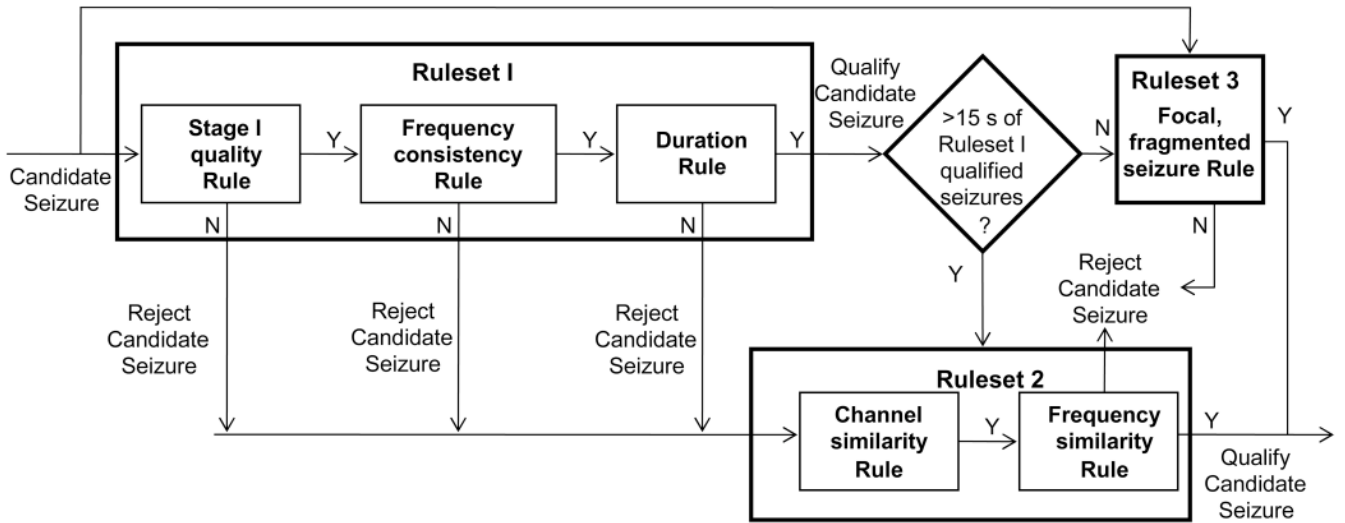 Ruleset I
Stage I
quality
Rule
Y
Frequency
consistency
Rule
Y
Duration
Rule
Y
Candidate
Seizure
N
N
N
Qualify
Candidate
Seizure
>15 s of
Ruleset I
qualified
seizures
?
N
Y
Ruleset 3
Focal,
fragmented
seizure Rule
Y
N
Reject
Candidate
Seizure
Reject
Candidate
Seizure
Reject
Candidate
Seizure
Reject
Candidate
Seizure
Ruleset 2
Channel
similarity
Rule
Y
Frequency
similarity
Rule
Y
Qualify
Candidate
Seizure